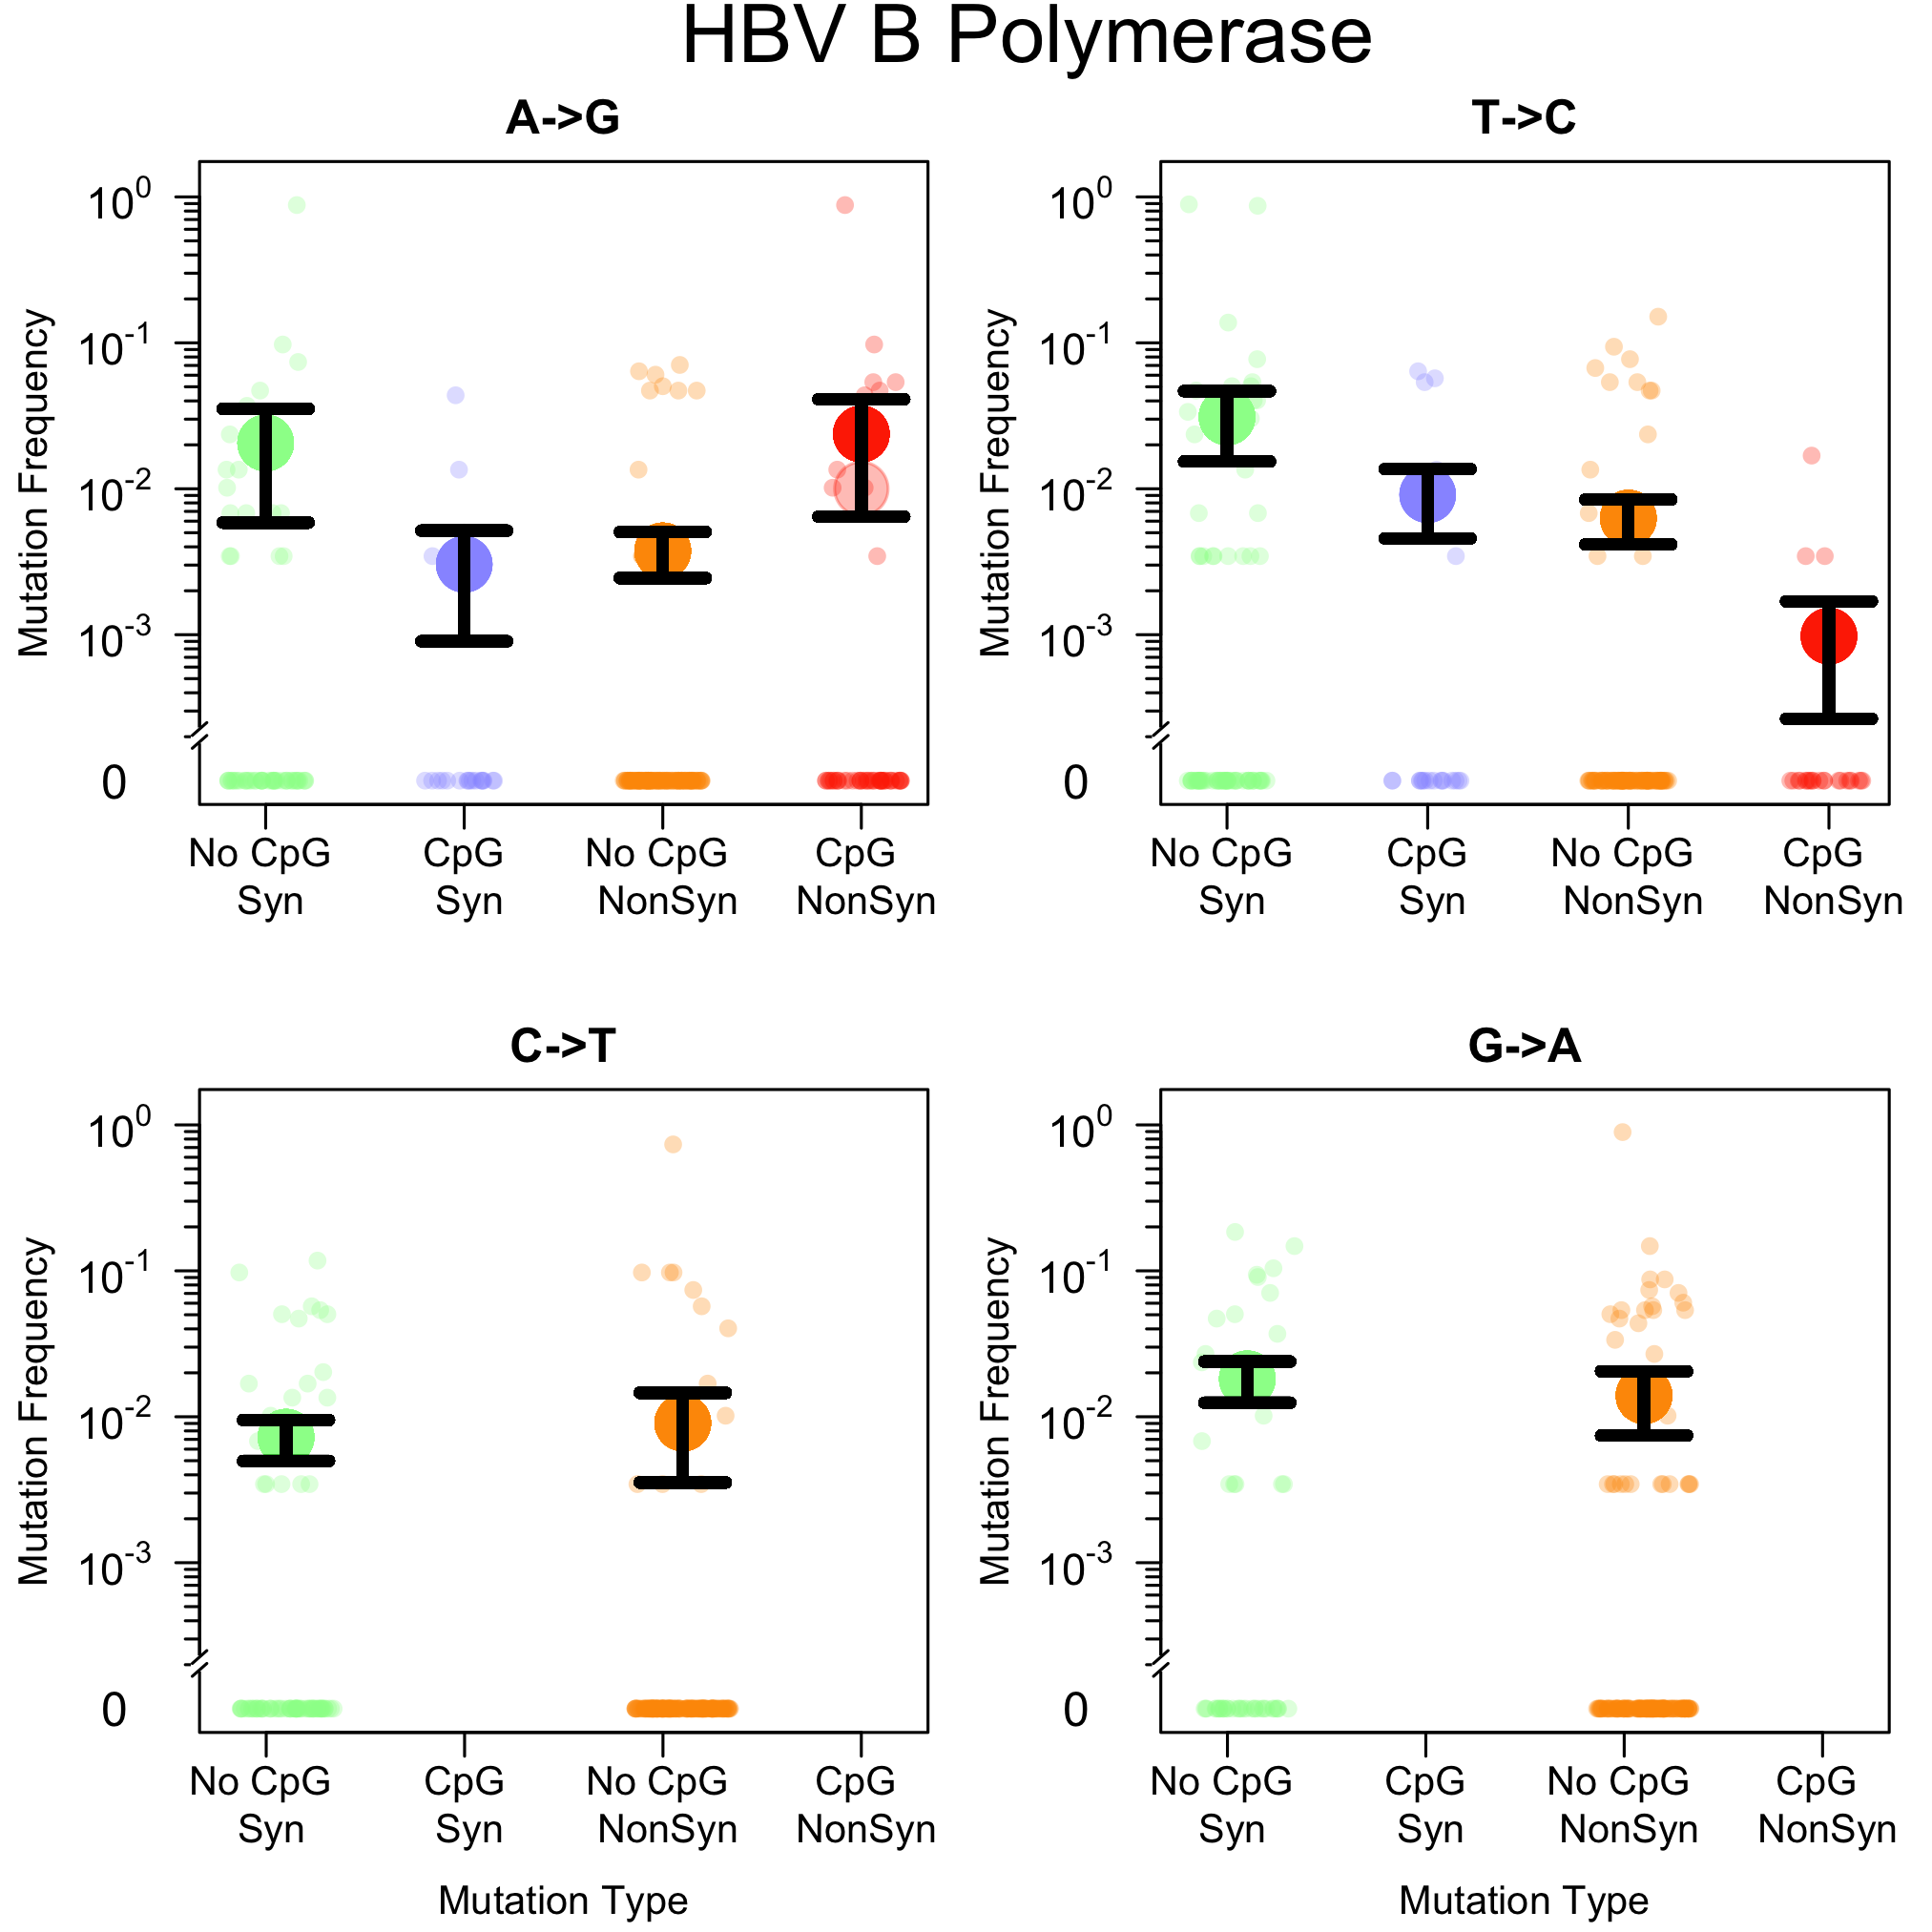 HBV B Polymerase
A->G
Mutation Frequency
10^0
10^-1
10^-2
10^-3
0
No CpG CpG No CpG CpG
Syn Syn NonSyn NonSyn
T->C
Mutation Frequency
10^0
10^-1
10^-2
10^-3
0
No CpG CpG No CpG CpG
Syn Syn NonSyn NonSyn
C->T
Mutation Frequency
10^0
10^-1
10^-2
10^-3
0
No CpG CpG No CpG CpG
Syn Syn NonSyn NonSyn
Mutation Type
G->A
Mutation Frequency
10^0
10^-1
10^-2
10^-3
0
No CpG CpG No CpG CpG
Syn Syn NonSyn NonSyn
Mutation Type